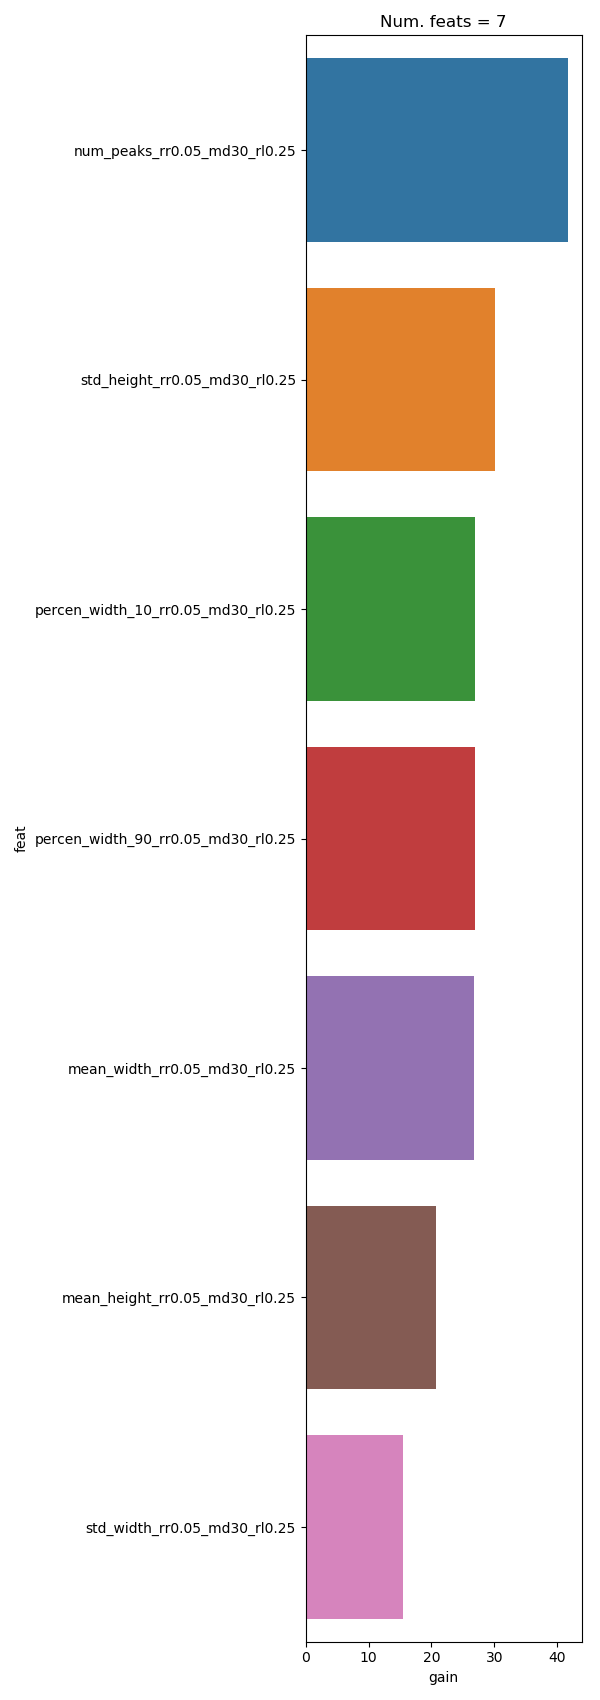 Num. feats = 7
num_peaks_rr0.05_md30_rl0.25
std_height_rr0.05_md30_rl0.25
percen_width_10_rr0.05_md30_rl0.25
feat
percen_width_90_rr0.05_md30_rl0.25
mean_width_rr0.05_md30_rl0.25
mean_height_rr0.05_md30_rl0.25
std_width_rr0.05_md30_rl0.25
0 10 20 30 40
gain